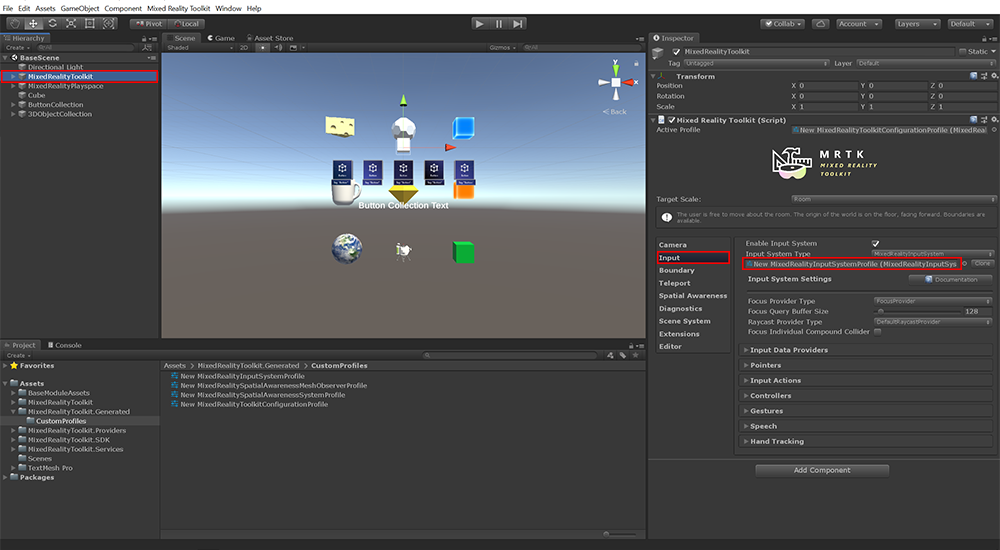 File Edit Assets GameObject Component Mixed Reality Toolkit Window Help
Pivot Local Collab Account Layers Default
Hierarchy
Create All
BaseScene
Directional Light
MixedRealityToolkit
MixedRealityPlayspace
Cube
ButtonCollection
3DObjectCollection
Scene Game Asset Store
Shaded 2D Gizmos All
y
x
Back
Button Collection Text
Inspector
MixedRealityToolkit Static
Tag Untagged Layer Default
Transform
Position X 0 Y 0 Z 0
Rotation X 0 Y 0 Z 0
Scale X 1 Y 1 Z 1
Mixed Reality Toolkit (Script)
Active Profile New MixedRealityToolkitConfigurationProfile (MixedReal
MRTK
MIXED REALITY
TOOLKIT
Target Scale: Room
The user is free to move about the room. The origin of the world is on the floor, facing forward. Boundaries are
available.
Camera
Input
Boundary
Teleport
Spatial Awareness
Diagnostics
Scene System
Extensions
Editor
Enable Input System
Input System Type MixedRealityInputSystem
New MixedRealityInputSystemProfile (MixedRealityInputSys Clone
Input System Settings Documentation
Focus Provider Type FocusProvider
Focus Query Buffer Size 128
Raycast Provider Type DefaultRaycastProvider
Focus Individual Compound Collider
Input Data Providers
Pointers
Input Actions
Controllers
Gestures
Speech
Hand Tracking
Add Component
Project Console
Create
Favorites
Assets
BaseModuleAssets
MixedRealityToolkit
MixedRealityToolkit.Generated
CustomProfiles
MixedRealityToolkit.Providers
MixedRealityToolkit.SDK
MixedRealityToolkit.Services
Scenes
TextMesh Pro
Packages
Assets MixedRealityToolkit.Generated CustomProfiles
New MixedRealityInputSystemProfile
New MixedRealitySpatialAwarenessMeshObserverProfile
New MixedRealitySpatialAwarenessSystemProfile
New MixedRealityToolkitConfigurationProfile